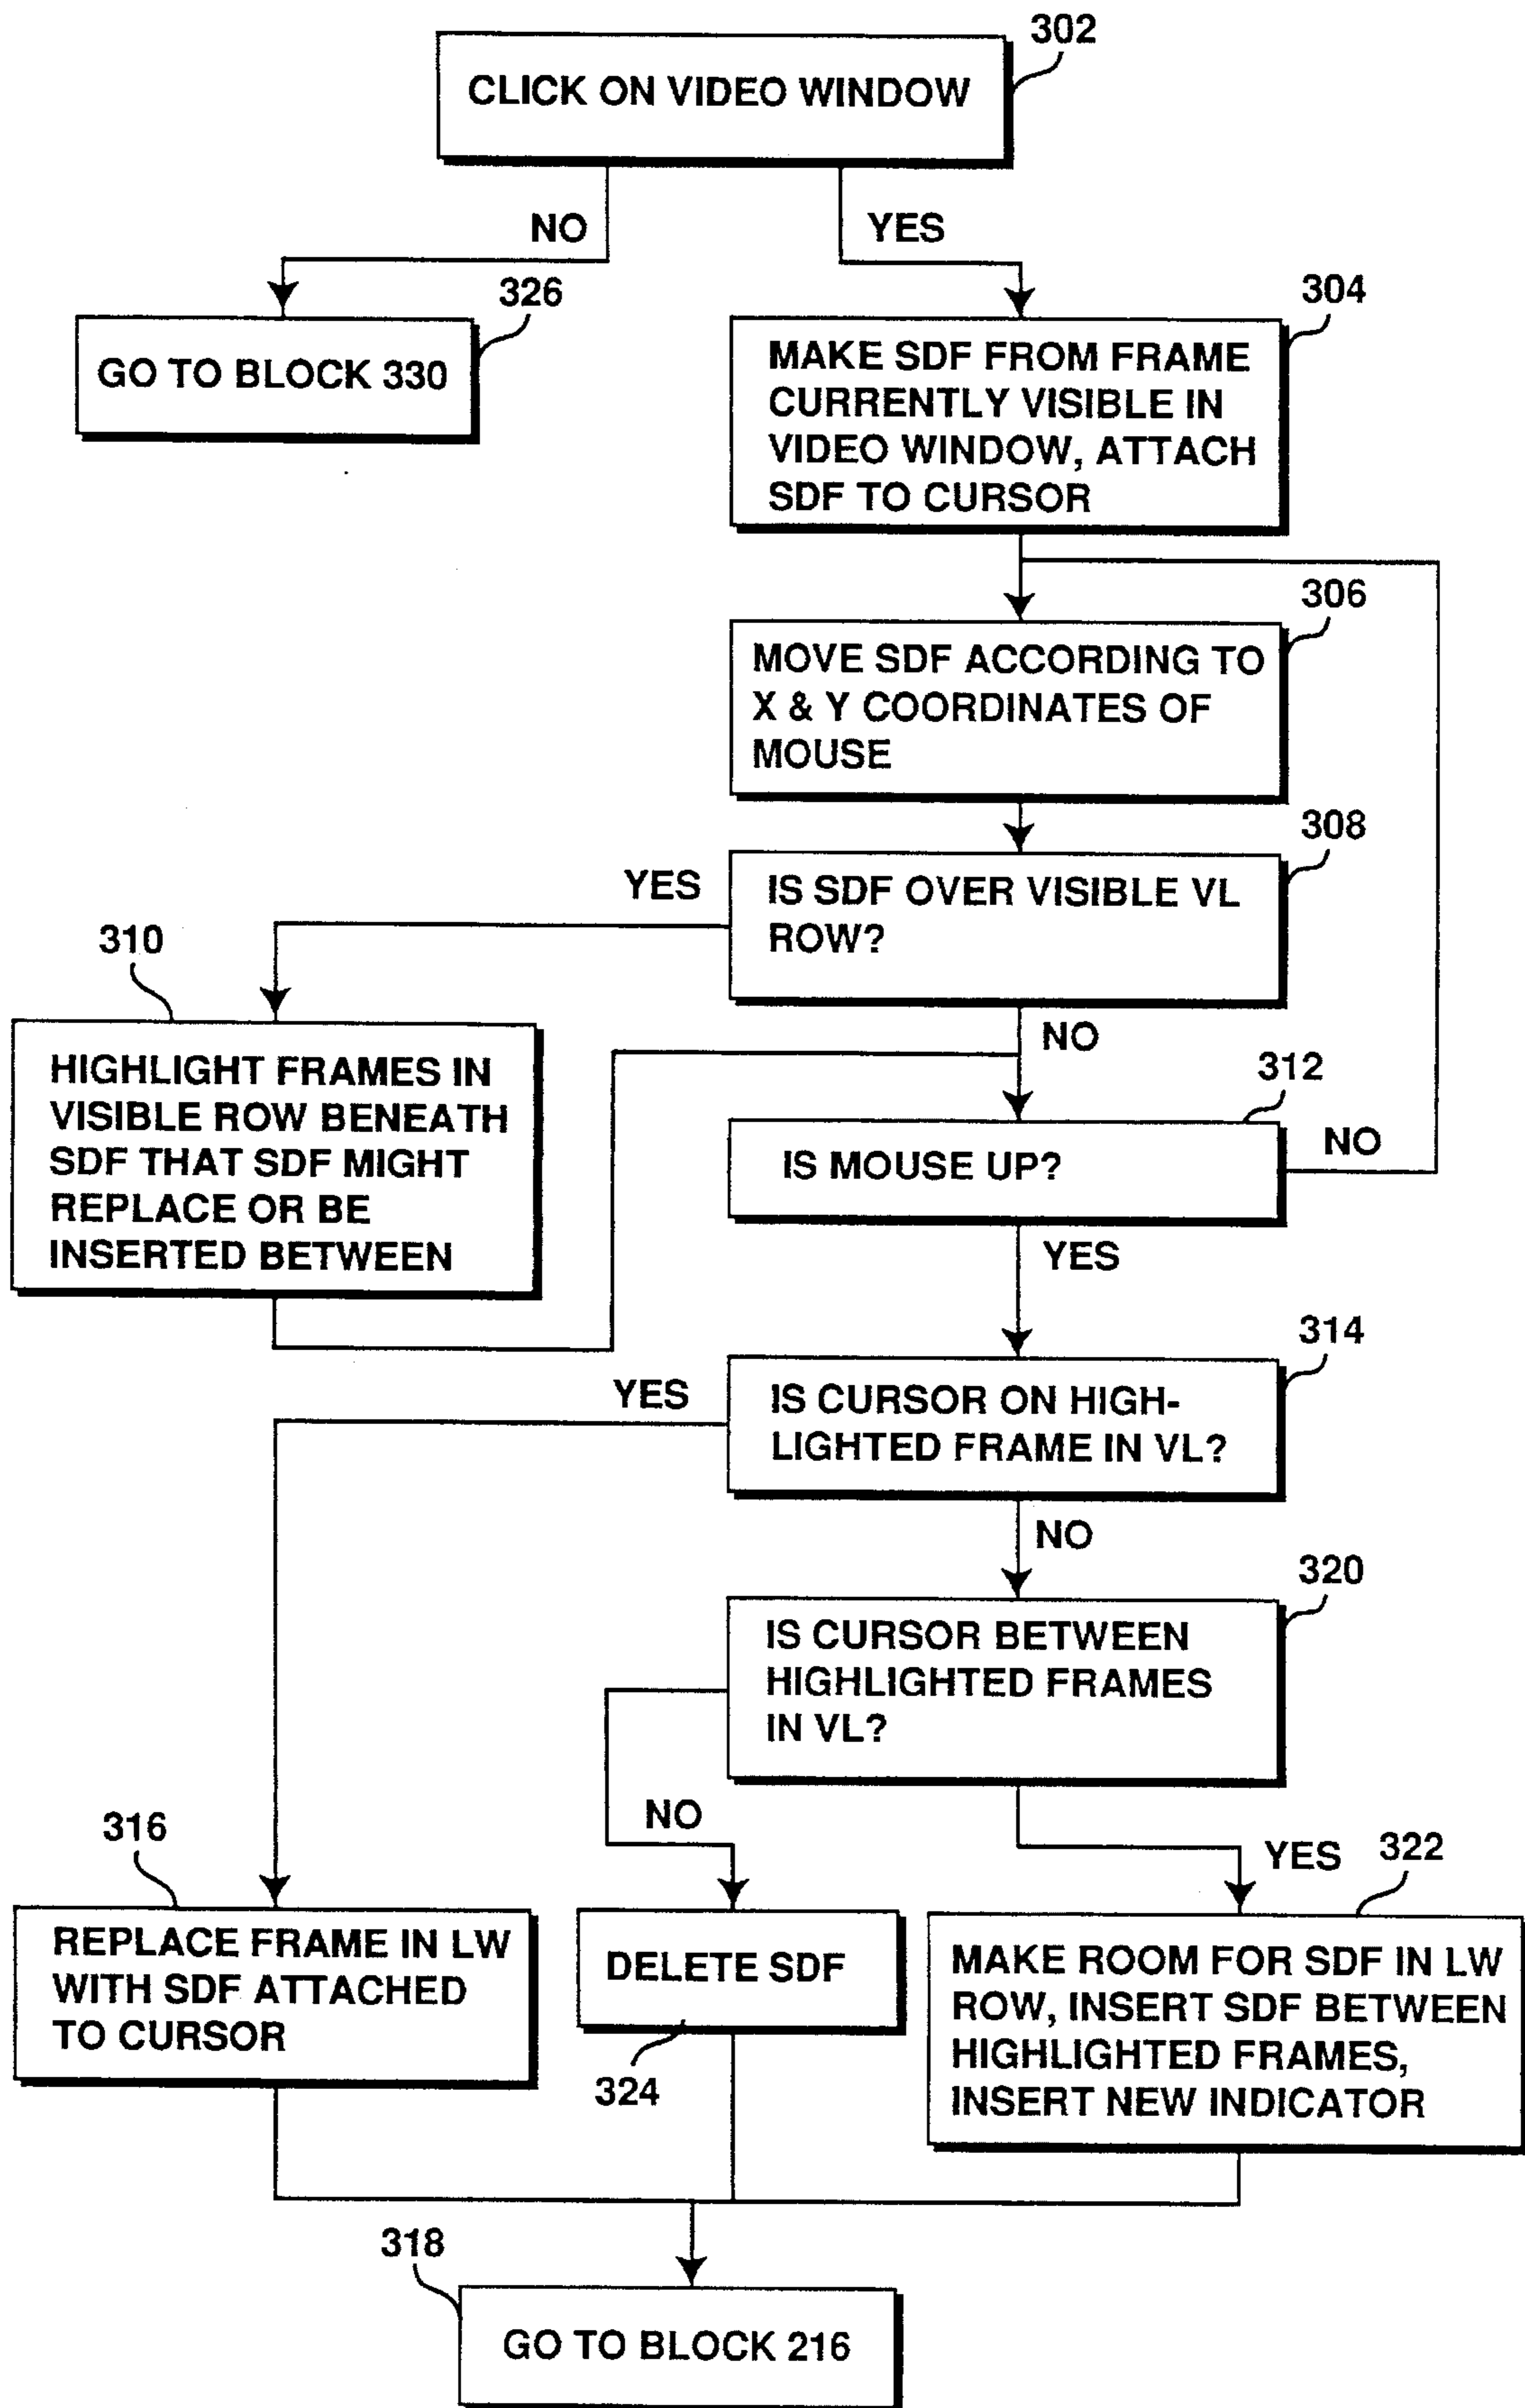 302
CLICK ON VIDEO WINDOW
NO
YES
326
GO TO BLOCK 330
304
MAKE SDF FROM FRAME
CURRENTLY VISIBLE IN
VIDEO WINDOW, ATTACH
SDF TO CURSOR
306
MOVE SDF ACCORDING TO
X & Y COORDINATES OF
MOUSE
308
IS SDF OVER VISIBLE VL
ROW?
YES
310
HIGHLIGHT FRAMES IN
VISIBLE ROW BENEATH
SDF THAT SDF MIGHT
REPLACE OR BE
INSERTED BETWEEN
NO
312
IS MOUSE UP?
NO
YES
314
IS CURSOR ON HIGH-
LIGHTED FRAME IN VL?
YES
NO
320
IS CURSOR BETWEEN
HIGHLIGHTED FRAMES
IN VL?
NO
YES
316
REPLACE FRAME IN LW
WITH SDF ATTACHED
TO CURSOR
DELETE SDF
324
322
MAKE ROOM FOR SDF IN LW
ROW, INSERT SDF BETWEEN
HIGHLIGHTED FRAMES,
INSERT NEW INDICATOR
318
GO TO BLOCK 216